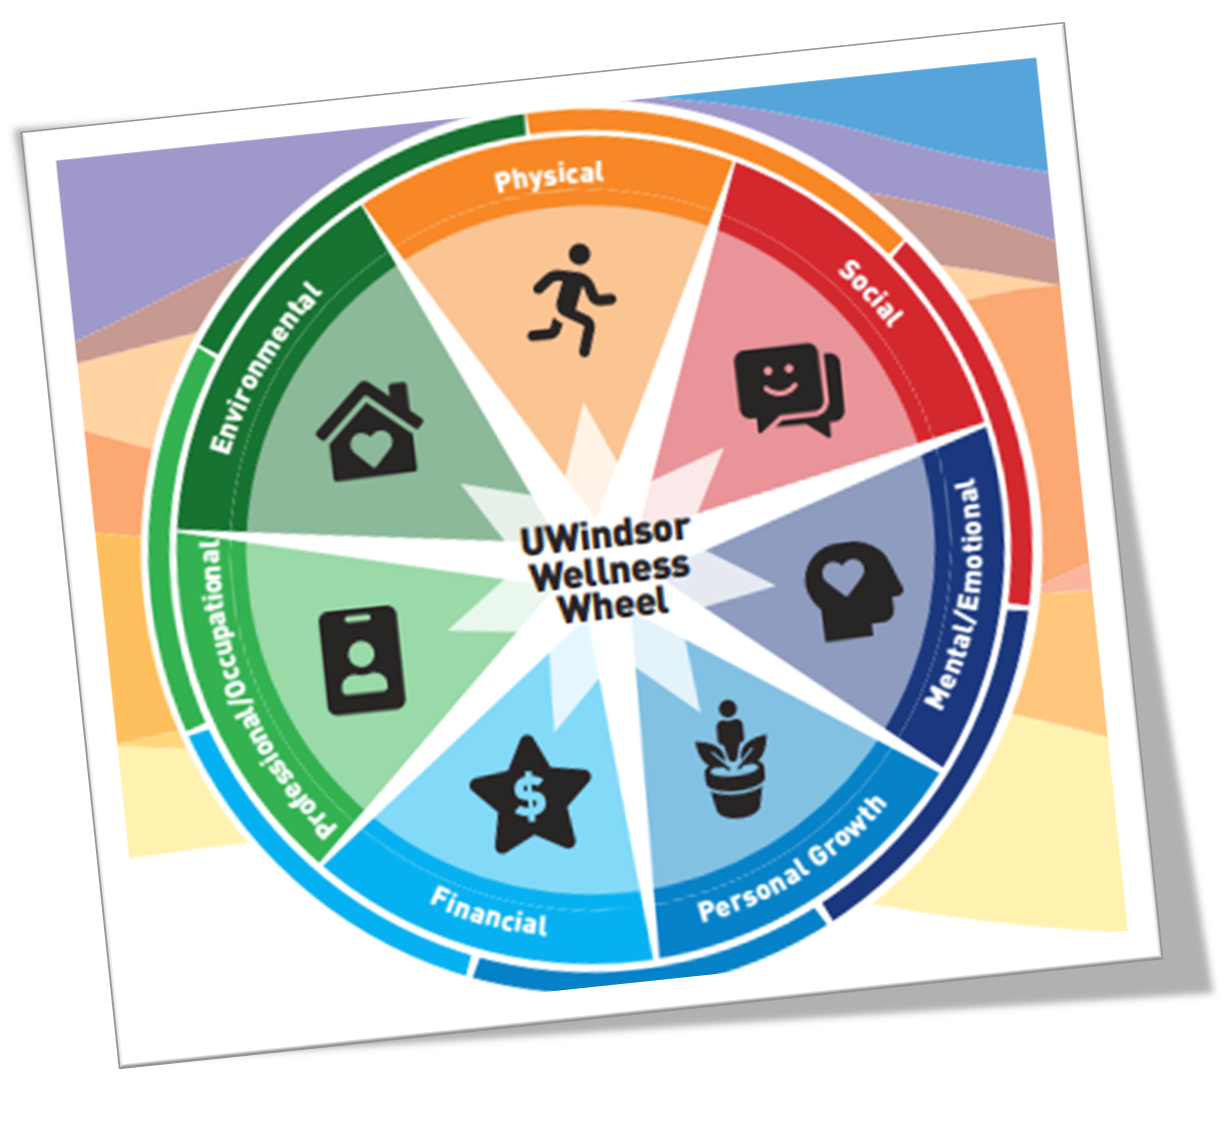 Physical
Social
Mental/Emotional
Personal Growth
Financial
Professional/Occupational
Environmental
UWindsor
Wellness
Wheel
$